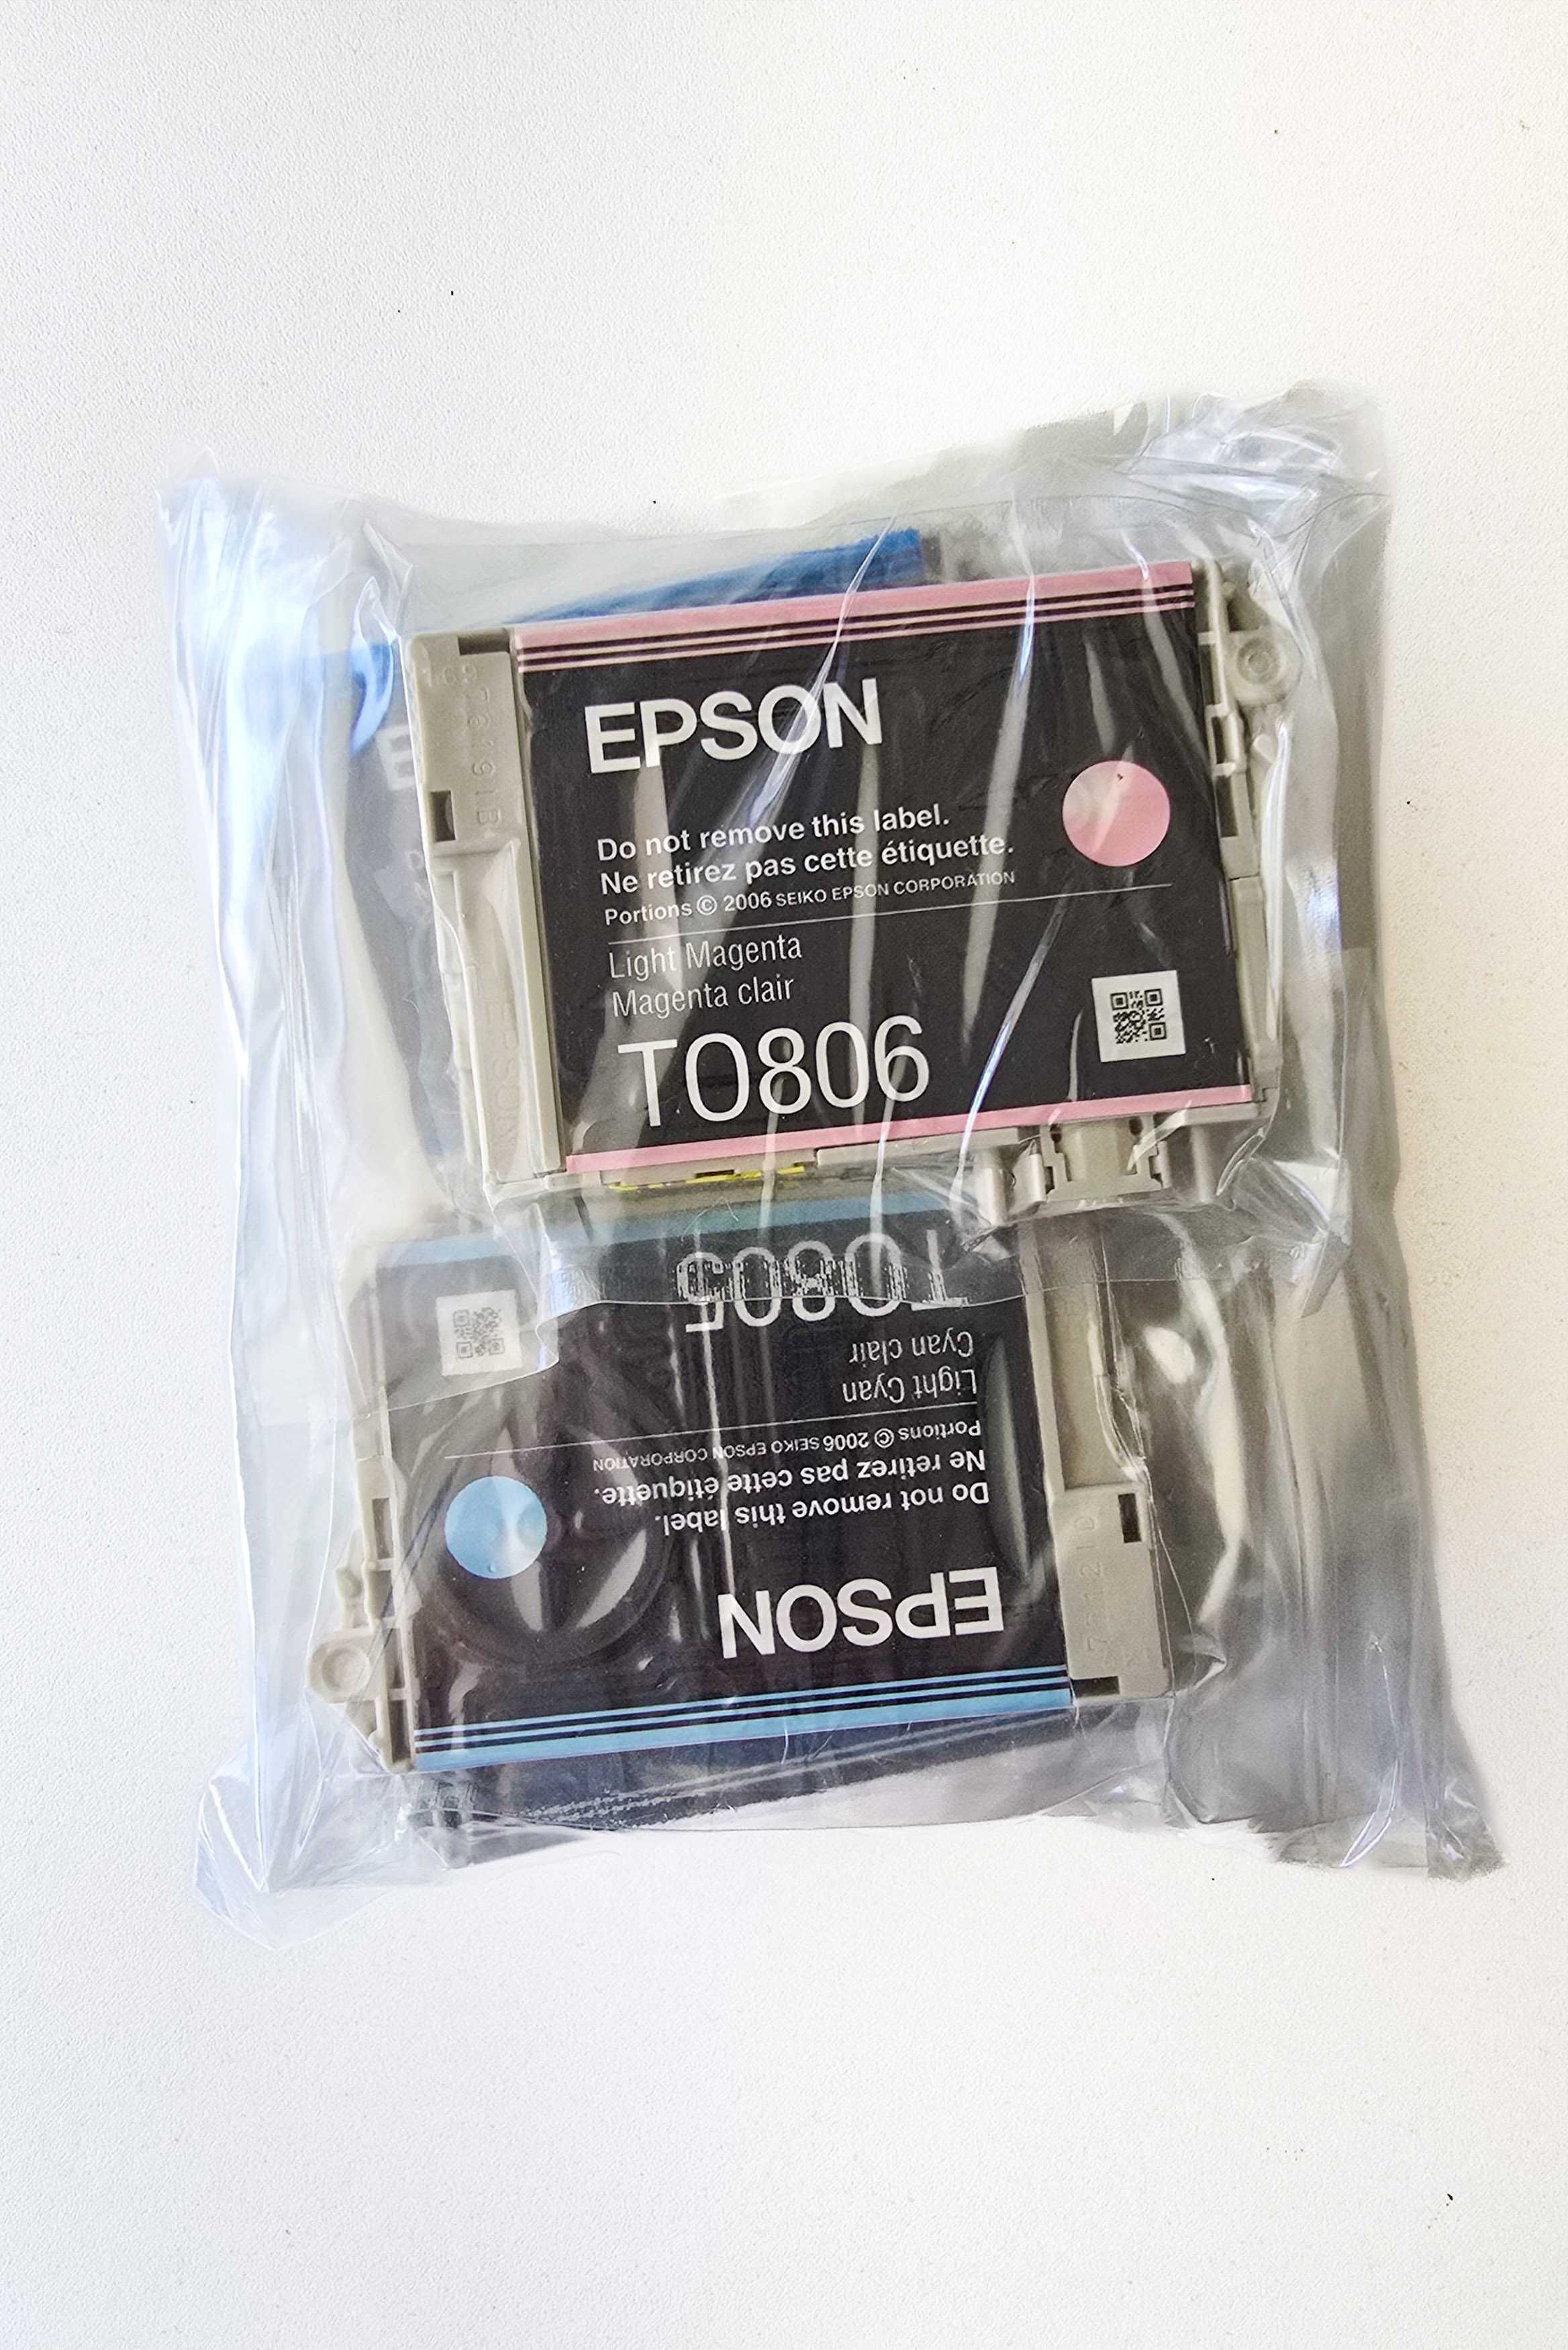 EPSON
Do not remove this label.
Ne retirez pas cette étiquette.
Portions © 2006 SEIKO EPSON CORPORATION
Light Magenta
Magenta clair
T0806
EPSON
Do not remove this label.
Ne retirez pas cette étiquette.
Portions © 2006 SEIKO EPSON CORPORATION
Light Cyan
Cyan clair
T0805